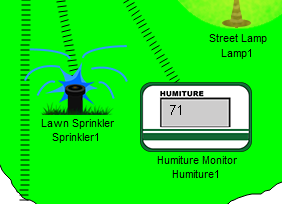 Street Lamp
Lamp1
HUMITURE
71
Lawn Sprinkler
Sprinkler1
Humiture Monitor
Humiture1